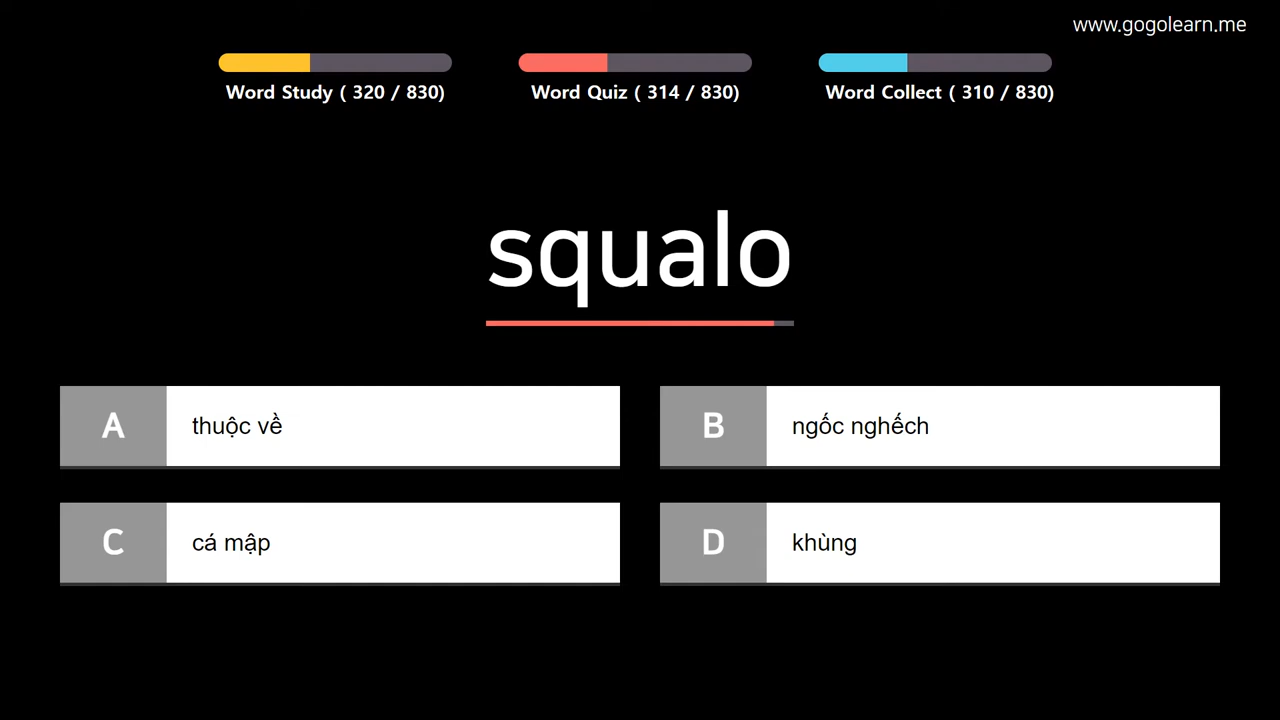 www.gogolearn.me
Word Study ( 320 / 830)
Word Quiz ( 314 / 830)
Word Collect ( 310 / 830)
squalo
A thuộc về
B ngốc nghếch
C cá mập
D khùng